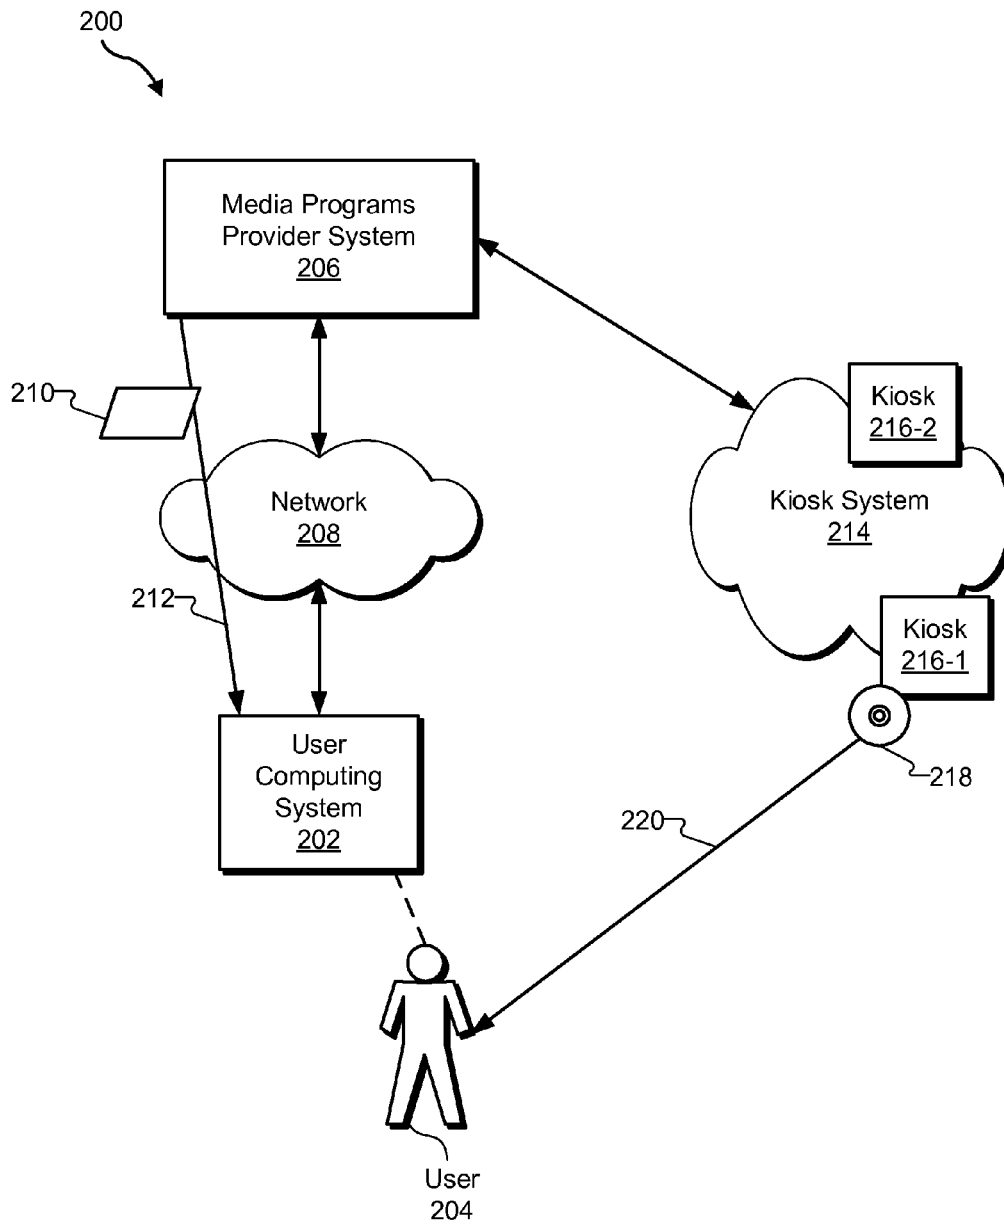 200
Media Programs
Provider System
206
210
Kiosk
216-2
Network
208
Kiosk System
214
212
Kiosk
216-1
User
Computing
System
202
218
220
User
204